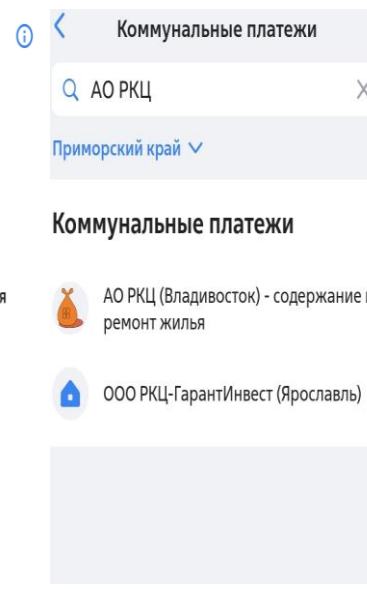 Коммунальные платежи
АО РКЦ
Приморский край
Коммунальные платежи
я
АО РКЦ (Владивосток) - содержание
ремонт жилья
ООО РКЦ-ГарантИнвест (Ярославль)